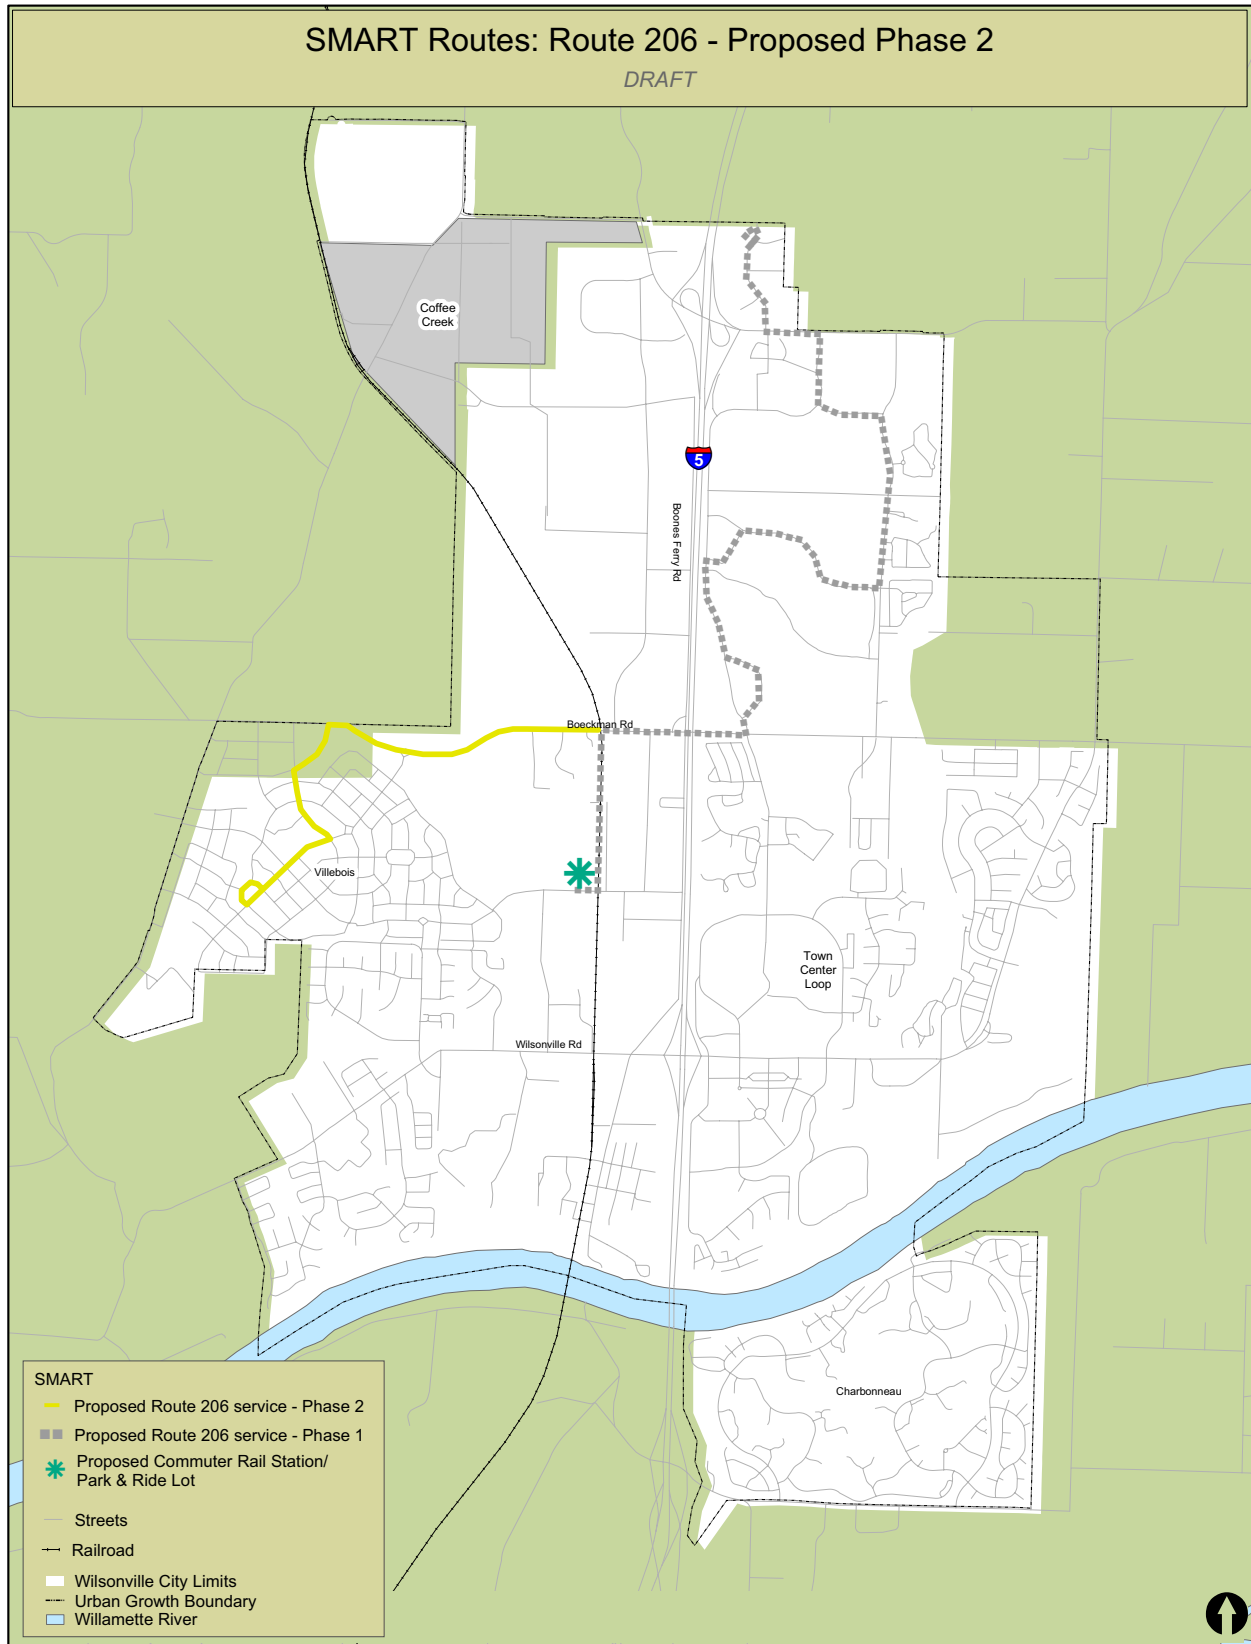 SMART Routes: Route 206 - Proposed Phase 2
DRAFT
Coffee
Creek
5
Boones Ferry Rd
Boeckman Rd
Villebois
Town
Center
Loop
Wilsonville Rd
Charbonneau
SMART
Proposed Route 206 service - Phase 2
Proposed Route 206 service - Phase 1
Proposed Commuter Rail Station/
Park & Ride Lot
Streets
Railroad
Wilsonville City Limits
Urban Growth Boundary
Willamette River